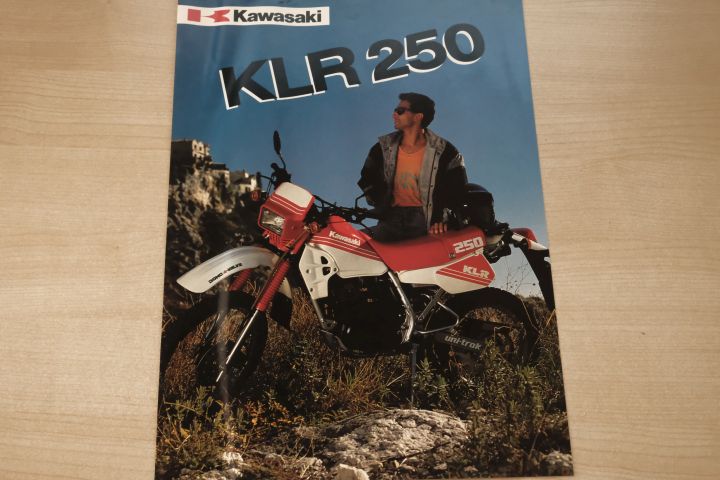 Kawasaki
KLR 250
Kawasaki
250
KLR
uni-trak